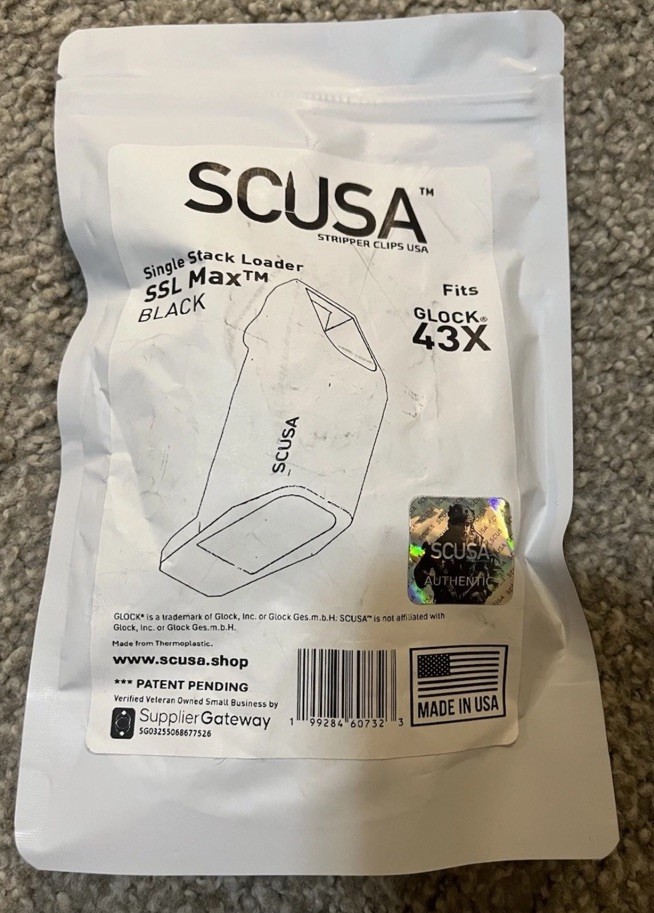 SCUSA™
STRIPPER CLIPS USA
Single Stack Loader
SSL Max™
BLACK
Fits
GLOCK®
43X
SCUSA
SCUSA
AUTHENTIC
GLOCK® is a trademark of Glock, Inc. or Glock Ges.m.b.H. SCUSA™ is not affiliated with
Glock, Inc. or Glock Ges.m.b.H.
Made from Thermoplastic.
www.scusa.shop
*** PATENT PENDING
Verified Veteran Owned Small Business by
SupplierGateway
SG03255068677526
1 99284 60732 3
MADE IN USA